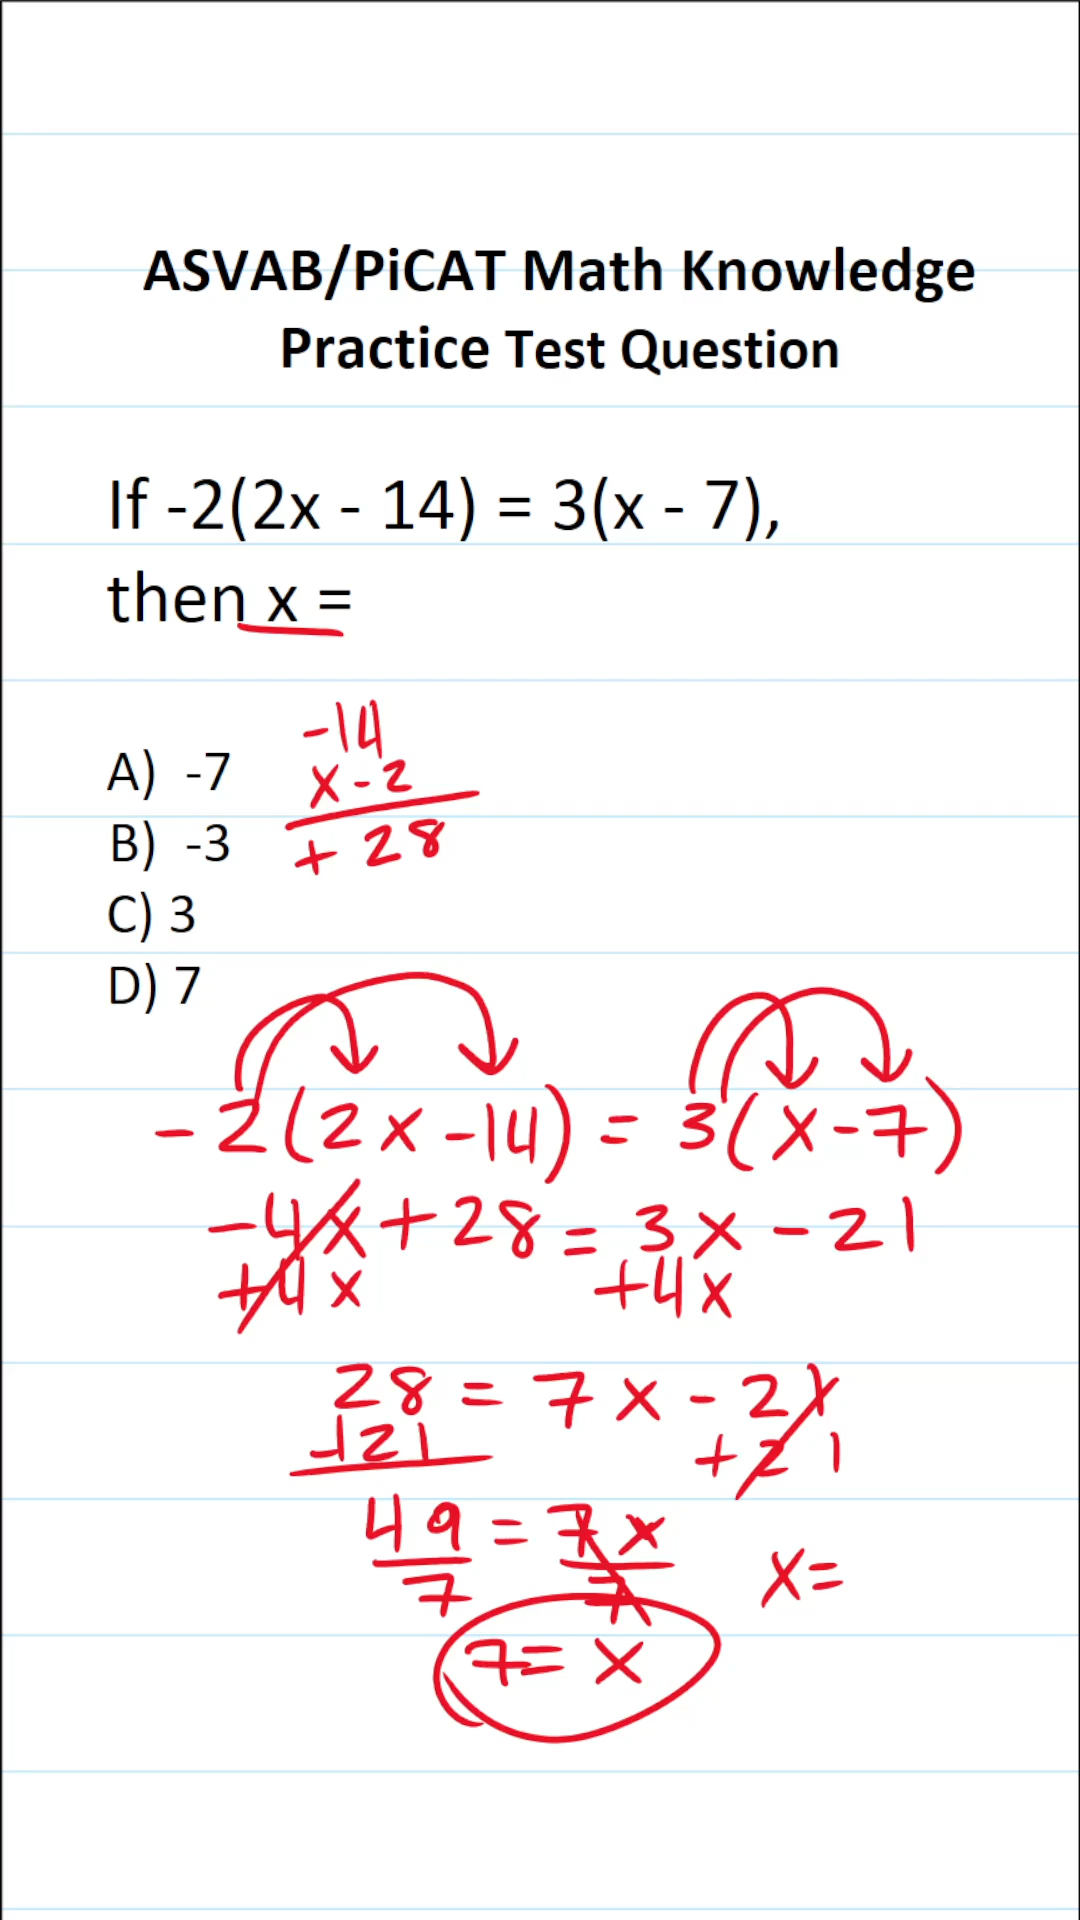 ASVAB/PiCAT Math Knowledge
Practice Test Question
If -2(2x - 14) = 3(x - 7),
then x =
-14
x-2
+ 28
A) -7
B) -3
C) 3
D) 7
-2(2x-14) = 3(x-7)
-4x+28 = 3x-21
+4x +4x
28 = 7x-21
+21 +21
49 = 7x
7 7
x=
7= x